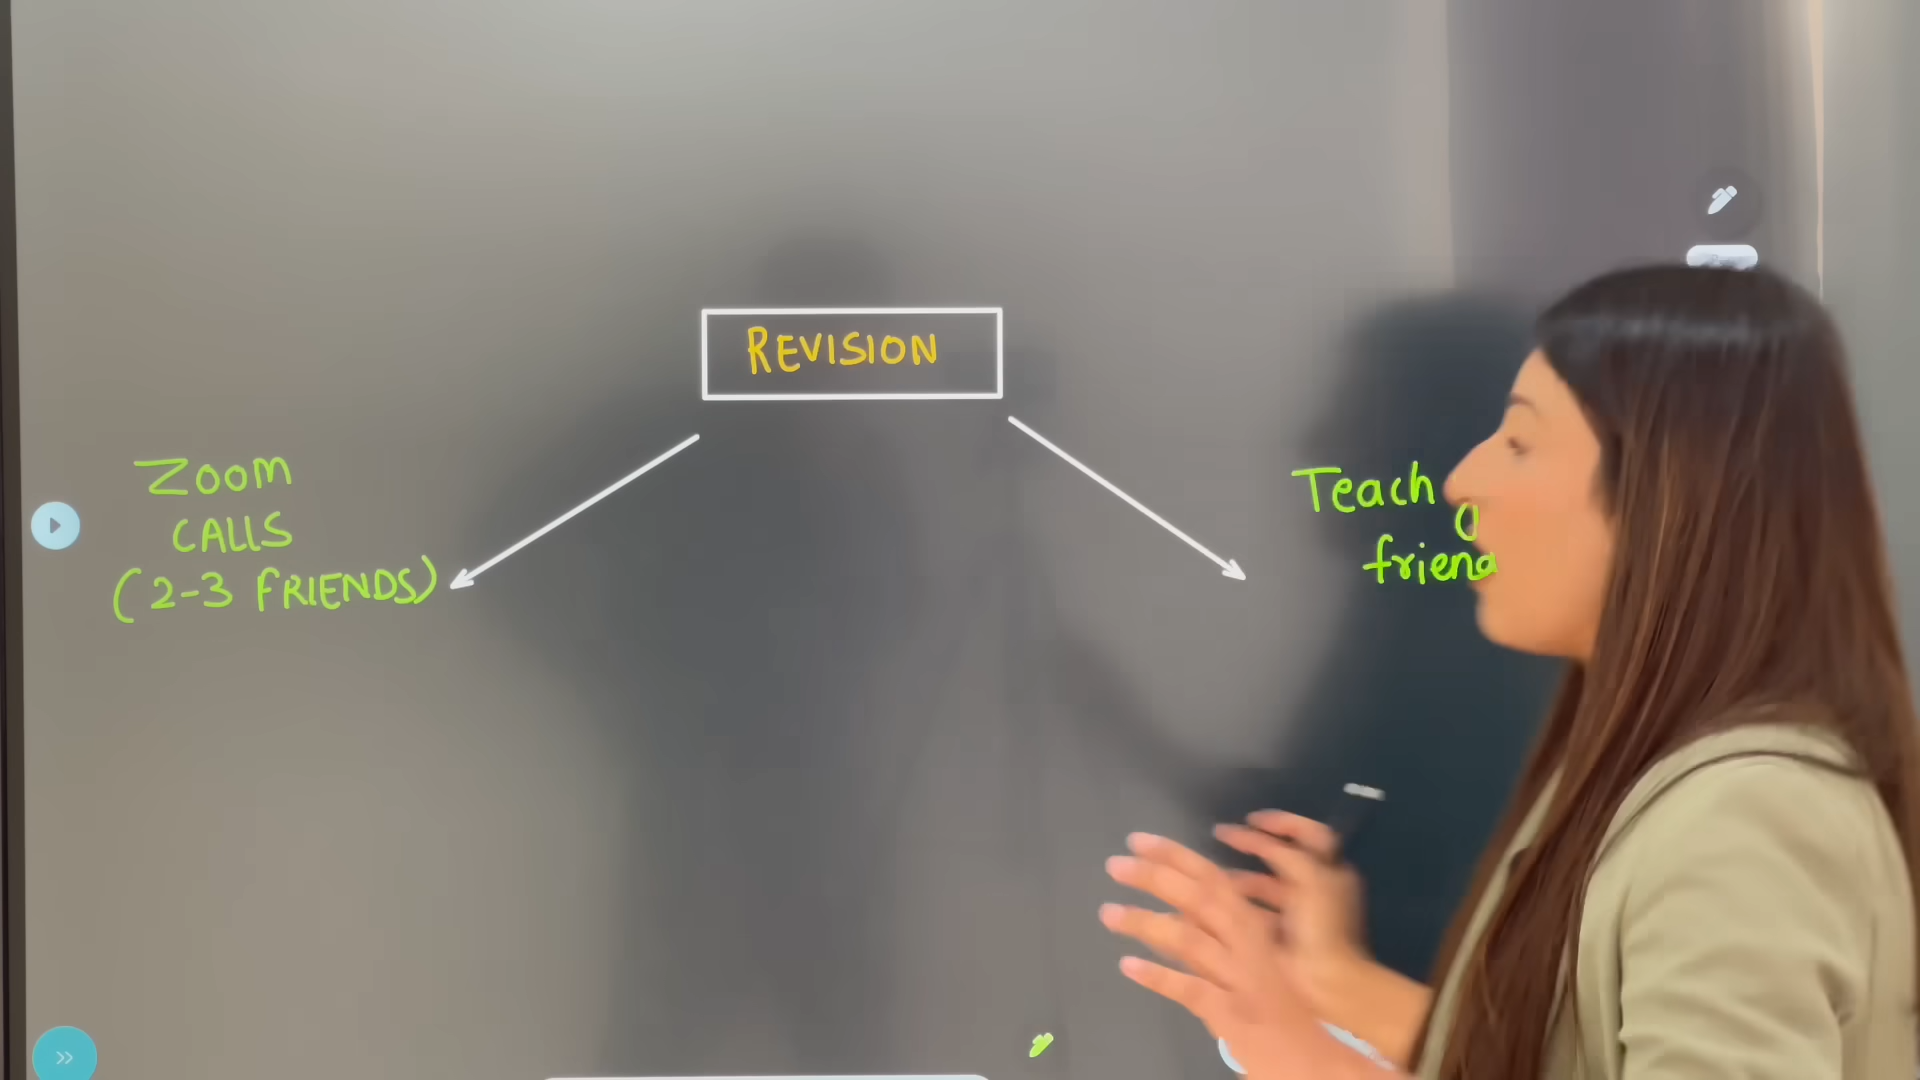 REVISION
ZOOM
CALLS
(2-3 FRIENDS)
Teach